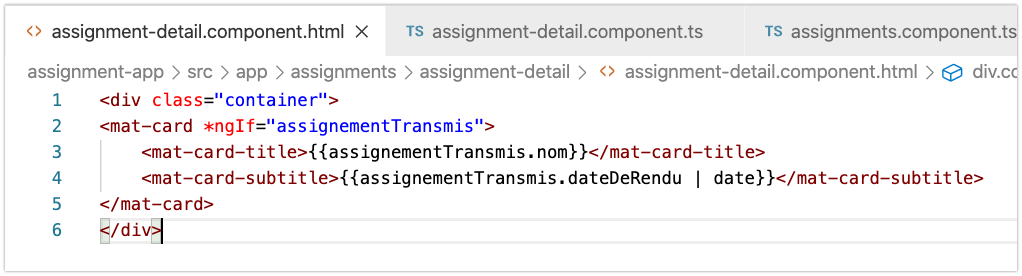 <> assignment-detail.component.html × TS assignment-detail.component.ts TS assignments.component.ts
assignment-app > src > app > assignments > assignment-detail > <> assignment-detail.component.html > div.co
1 <div class="container">
2 <mat-card *ngIf="assignementTransmis">
3     <mat-card-title>{{assignementTransmis.nom}}</mat-card-title>
4     <mat-card-subtitle>{{assignementTransmis.dateDeRendu | date}}</mat-card-subtitle>
5 </mat-card>
6 </div>